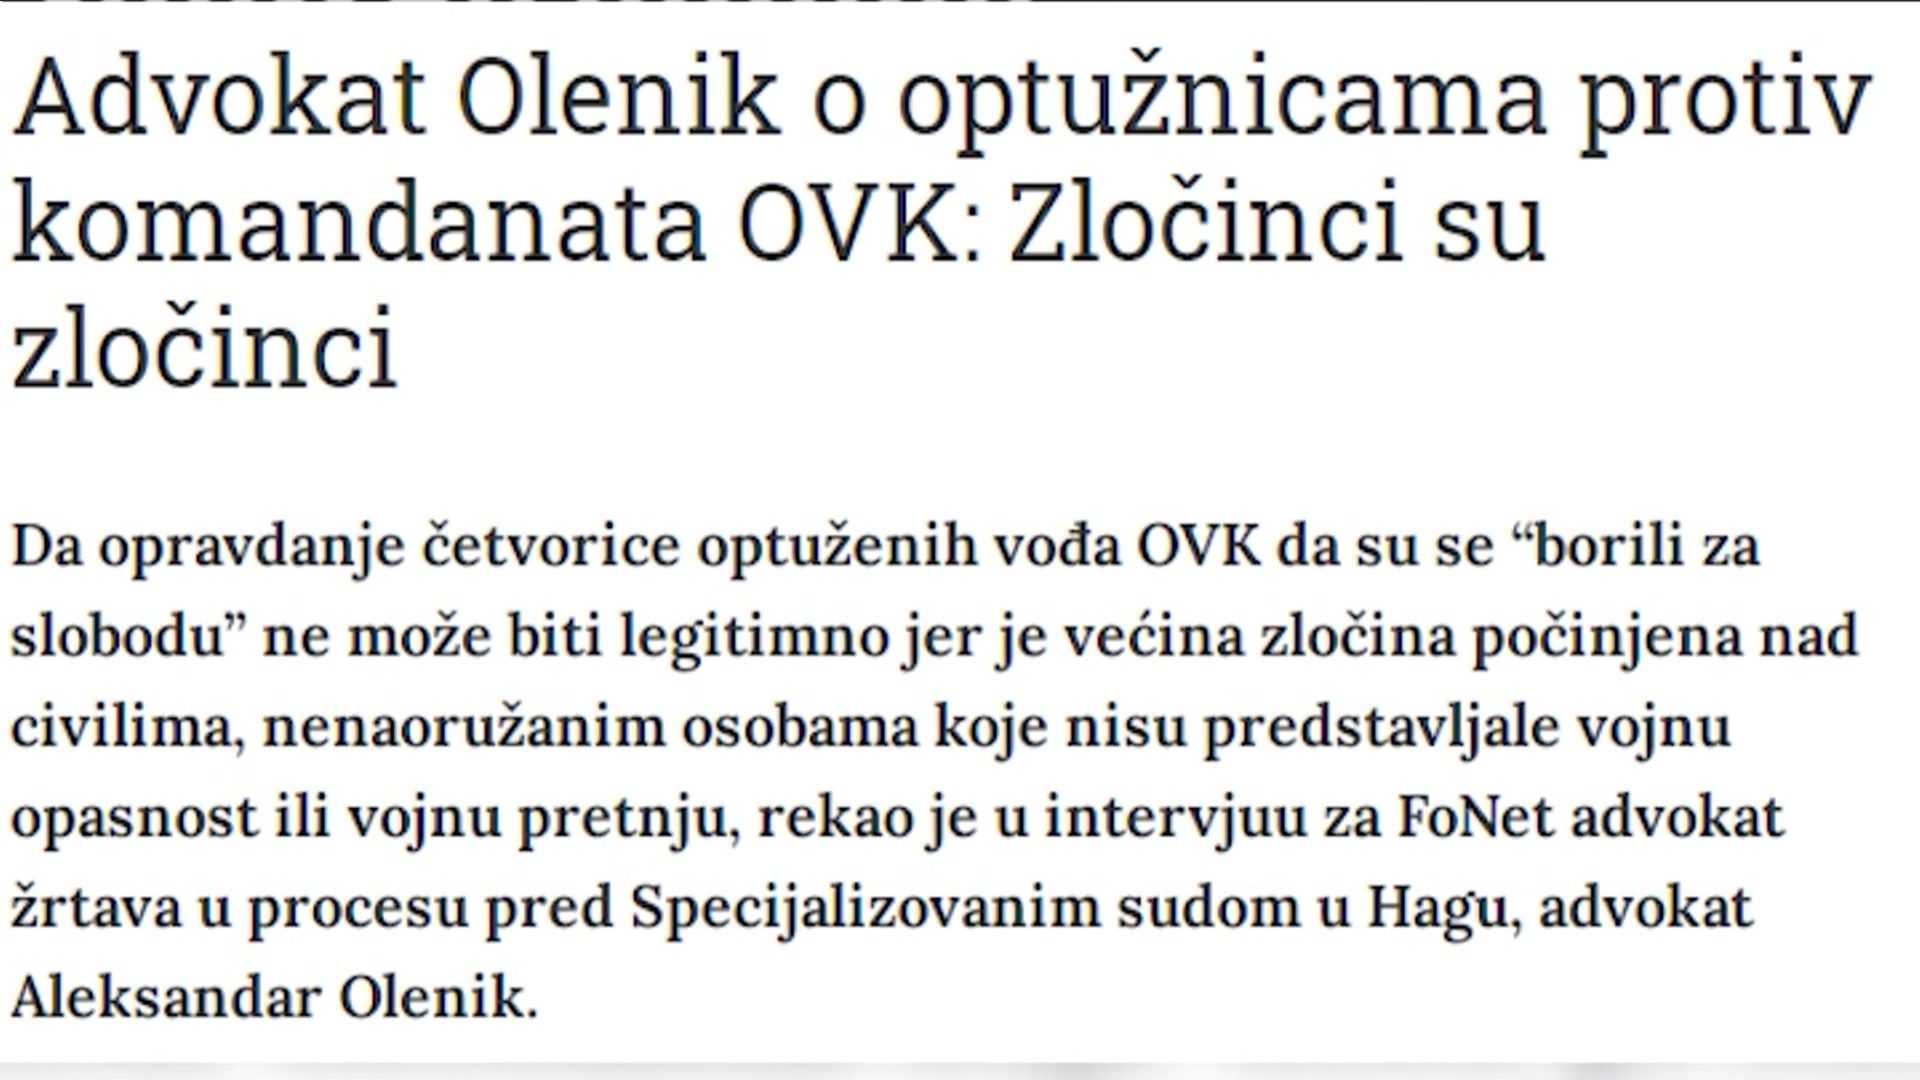 Advokat Olenik o optužnicama protiv
komandanata OVK: Zločinci su
zločinci
Da opravdanje četvorice optuženih vođa OVK da su se “borili za
slobodu” ne može biti legitimno jer je većina zločina počinjena nad
civilima, nenaoružanim osobama koje nisu predstavljale vojnu
opasnost ili vojnu pretnju, rekao je u intervjuu za FoNet advokat
žrtava u procesu pred Specijalizovanim sudom u Hagu, advokat
Aleksandar Olenik.